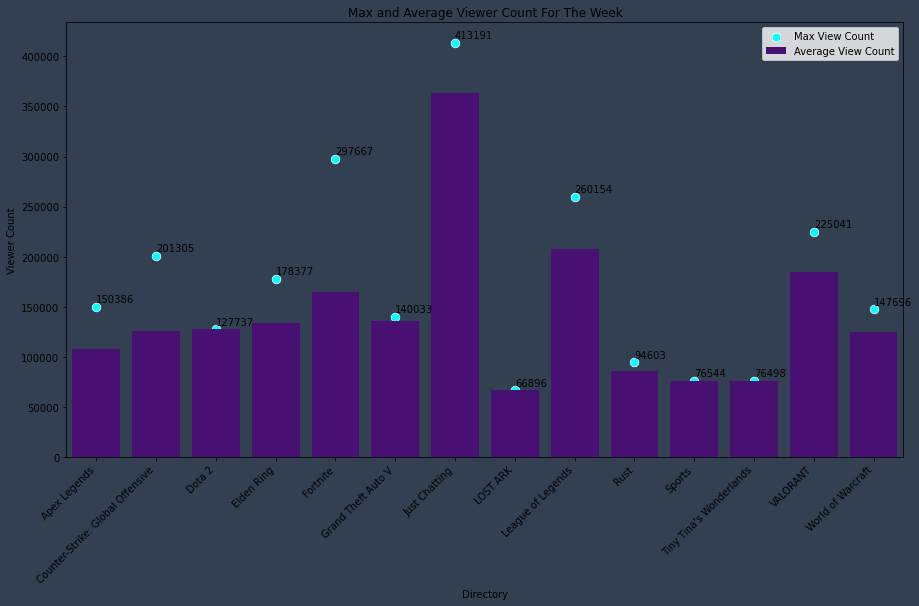 Max and Average Viewer Count For The Week
Max View Count
Average View Count
413191
400000
350000
297667
300000
260154
250000
225041
201305
200000
178377
150386
147696
150000
140033
127737
100000
94603
76544
76498
66896
50000
0
Viewer Count
Apex Legends
Counter-Strike: Global Offensive
Dota 2
Elden Ring
Fortnite
Grand Theft Auto V
Just Chatting
LOST ARK
League of Legends
Rust
Sports
Tiny Tina's Wonderlands
VALORANT
World of Warcraft
Directory